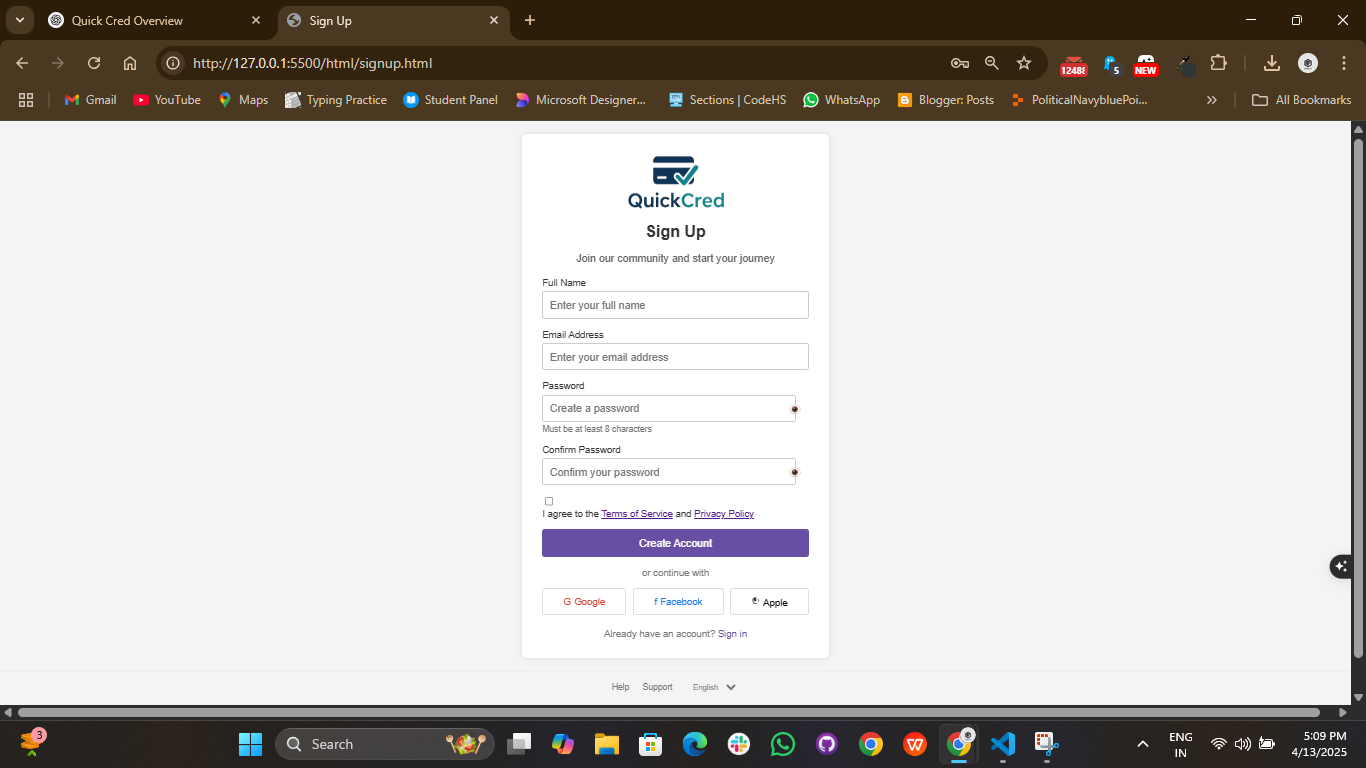 Quick Cred Overview
Sign Up
http://127.0.0.1:5500/html/signup.html
12488
5
NEW
Gmail
YouTube
Maps
Typing Practice
Student Panel
Microsoft Designer...
Sections | CodeHS
WhatsApp
Blogger: Posts
PoliticalNavybluePoi...
All Bookmarks
QuickCred
Sign Up
Join our community and start your journey
Full Name
Enter your full name
Email Address
Enter your email address
Password
Create a password
Must be at least 8 characters
Confirm Password
Confirm your password
I agree to the Terms of Service and Privacy Policy
Create Account
or continue with
G Google
f Facebook
Apple
Already have an account? Sign in
Help
Support
English
3
Search
ENG
IN
5:09 PM
4/13/2025